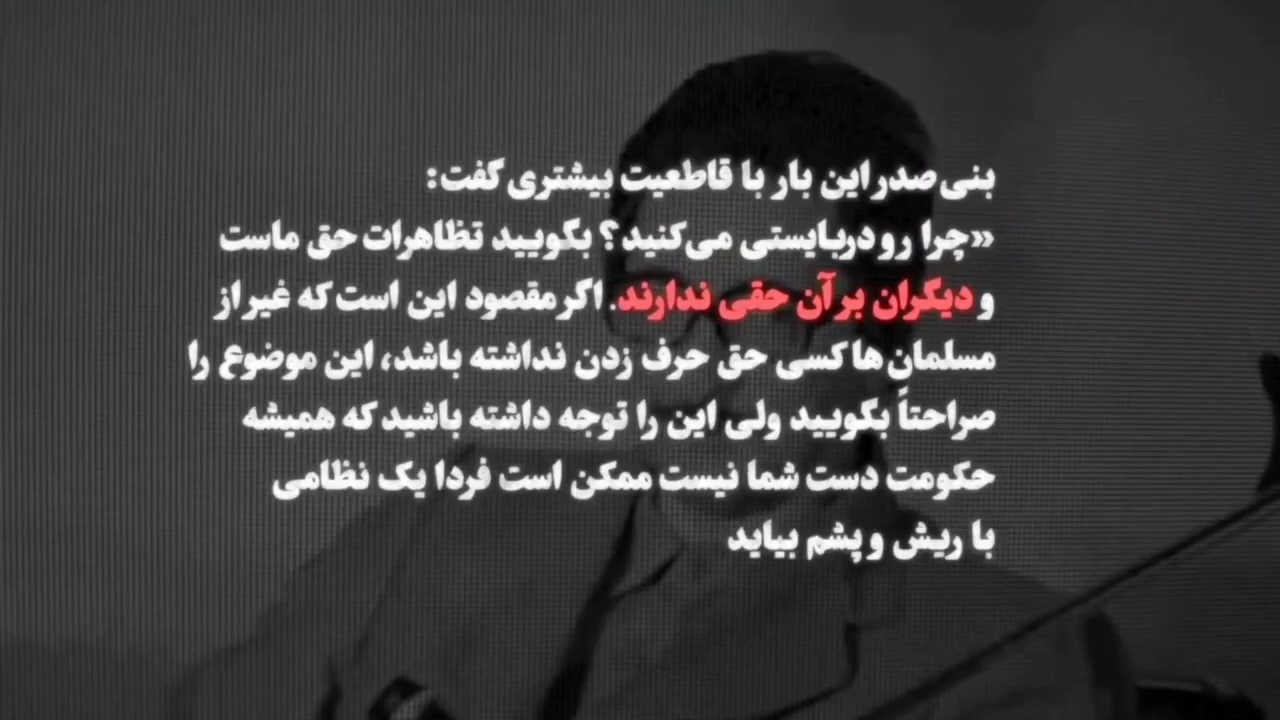 بنی‌صدر این بار با قاطعیت بیشتری گفت:
«چرا رودربایستی می‌کنید؟ بگویید تظاهرات حق ماست
و دیگران بر آن حقی ندارند. اگر مقصود این است که غیر از
مسلمان‌ها کسی حق حرف زدن نداشته باشد، این موضوع را
صراحتاً بگویید ولی این را توجه داشته باشید که همیشه
حکومت دست شما نیست ممکن است فردا یک نظامی
با ریش و پشم بیاید